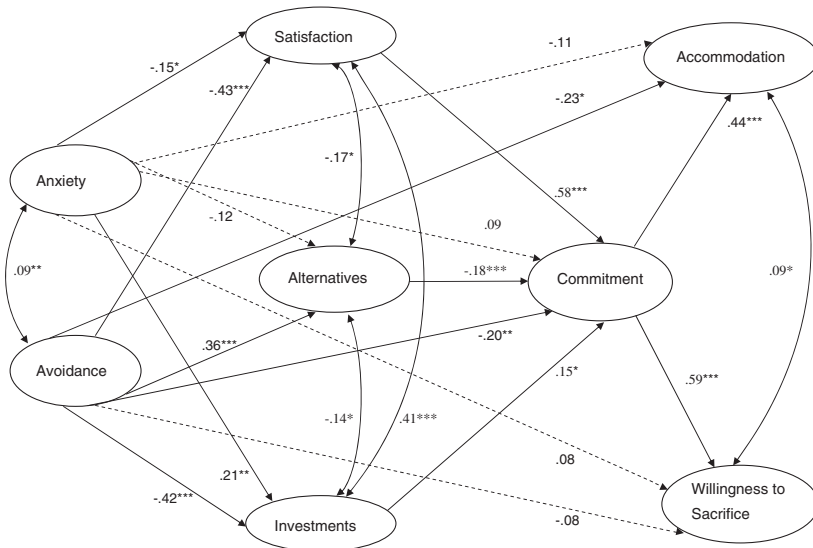 Satisfaction
-.11
Accommodation
-.15*
-.43***
-.23*
.44***
-.17*
Anxiety
.58***
-.12
.09
.09**
Alternatives
-.18***
Commitment
.09*
.36***
-.20**
Avoidance
.15*
.59***
-.14*
.41***
.21**
.08
-.42***
Willingness to
Sacrifice
Investments
-.08